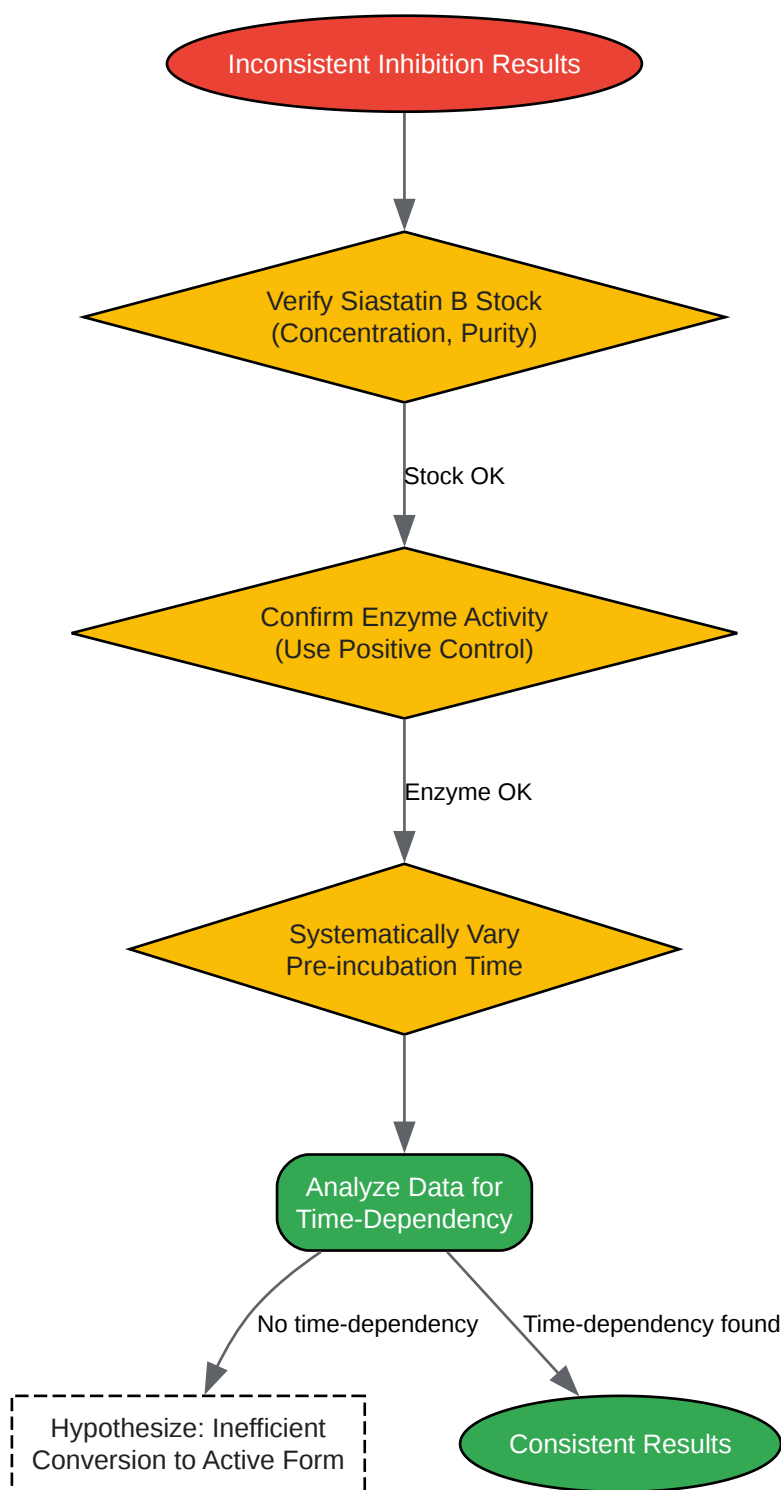 Inconsistent Inhibition Results
Verify Siastatin B Stock
(Concentration, Purity)
Stock OK
Confirm Enzyme Activity
(Use Positive Control)
Enzyme OK
Systematically Vary
Pre-incubation Time
Analyze Data for
Time-Dependency
No time-dependency
Time-dependency found
Hypothesize: Inefficient
Conversion to Active Form
Consistent Results